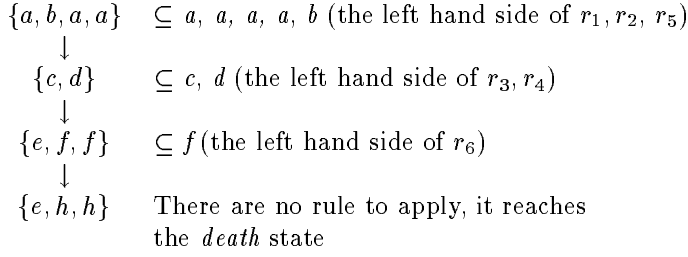 {a, b, a, a} ⊆ a, a, a, a, b (the left hand side of r₁, r₂, r₅)
↓
{c, d} ⊆ c, d (the left hand side of r₃, r₄)
↓
{e, f, f} ⊆ f (the left hand side of r₆)
↓
{e, h, h} There are no rule to apply, it reaches
the death state